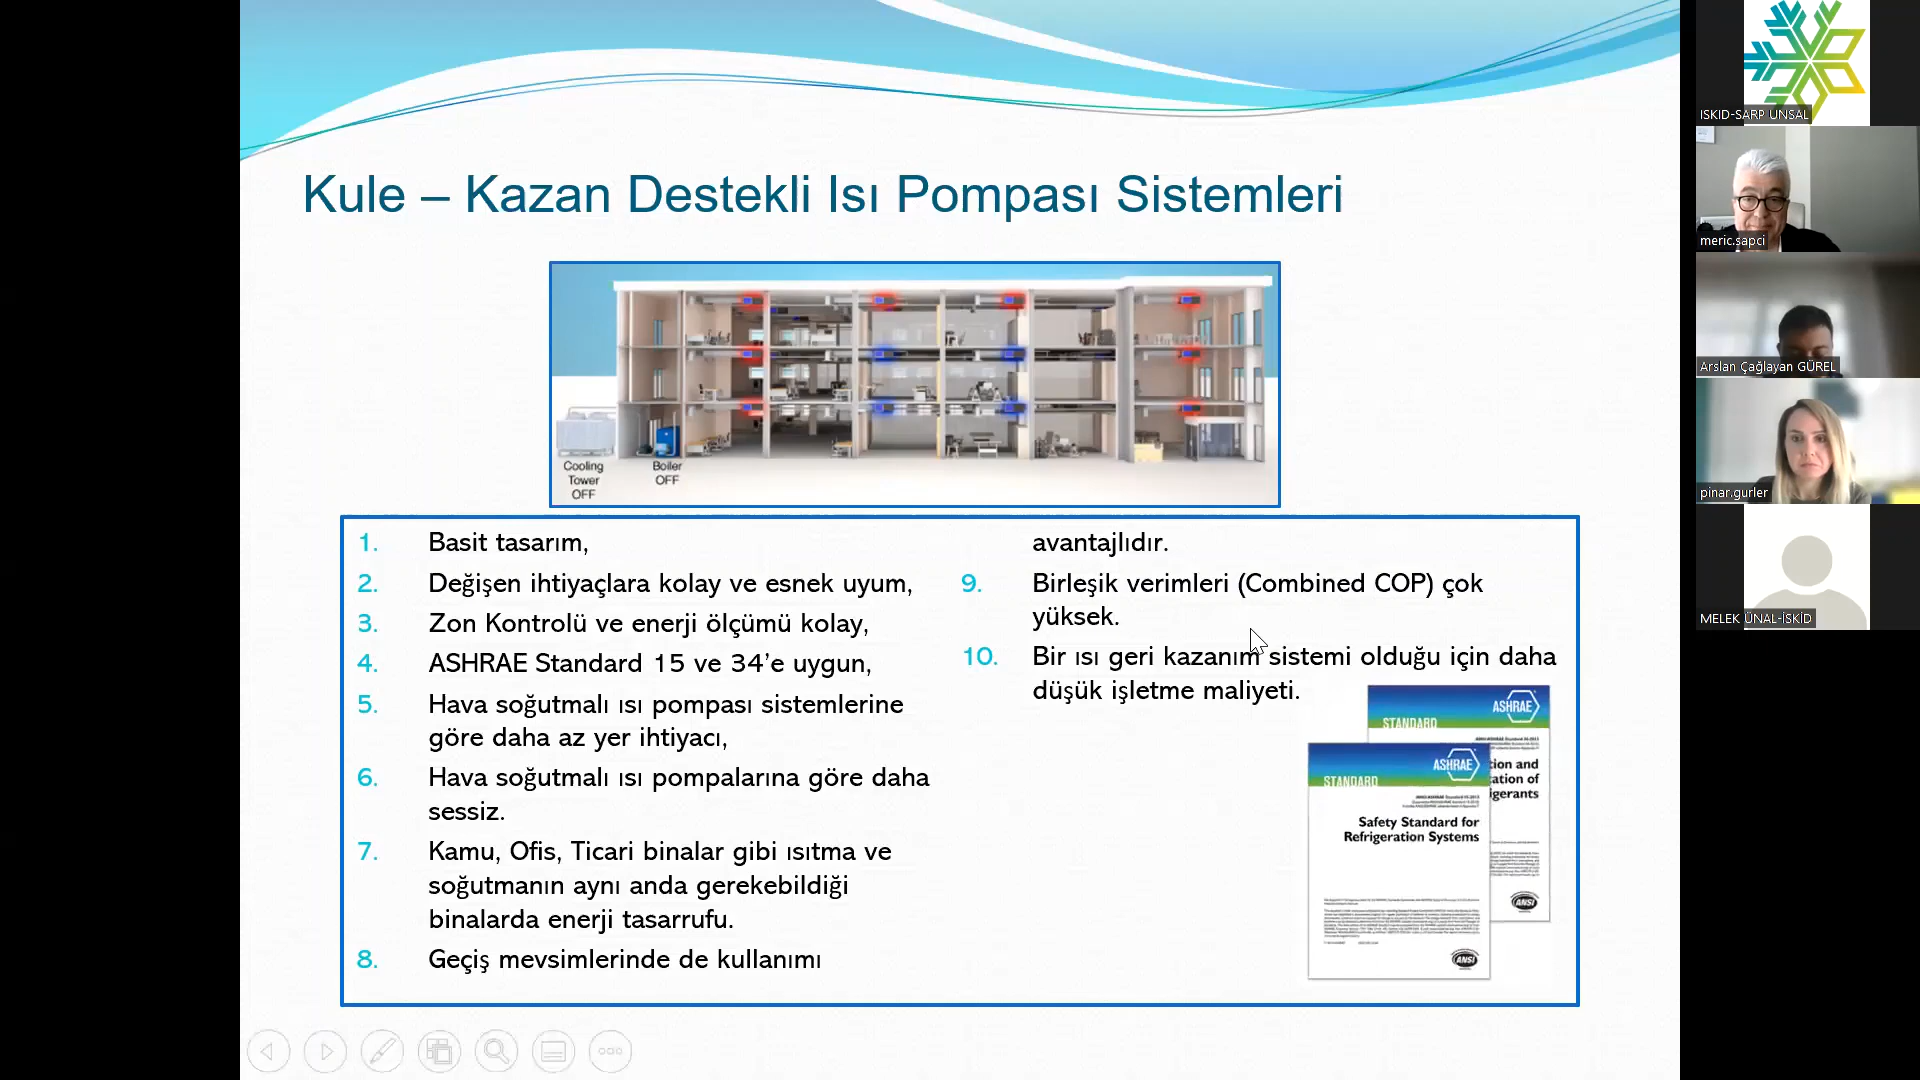 Kule – Kazan Destekli Isı Pompası Sistemleri
Cooling
Tower
OFF
Boiler
OFF
1. Basit tasarım,
2. Değişen ihtiyaçlara kolay ve esnek uyum,
3. Zon Kontrolü ve enerji ölçümü kolay,
4. ASHRAE Standard 15 ve 34’e uygun,
5. Hava soğutmalı ısı pompası sistemlerine
göre daha az yer ihtiyacı,
6. Hava soğutmalı ısı pompalarına göre daha
sessiz.
7. Kamu, Ofis, Ticari binalar gibi ısıtma ve
soğutmanın aynı anda gerekebildiği
binalarda enerji tasarrufu.
8. Geçiş mevsimlerinde de kullanımı
avantajlıdır.
9. Birleşik verimleri (Combined COP) çok
yüksek.
10. Bir ısı geri kazanım sistemi olduğu için daha
düşük işletme maliyeti.
ASHRAE
STANDARD
tion and
ation of
igerants
ANSI
ASHRAE
STANDARD
Safety Standard for
Refrigeration Systems
ANSI
ISKID-SARP UNSAL
meric.sapci
Arslan Çağlayan GÜREL
pinar.gurler
MELEK ÜNAL-İSKİD